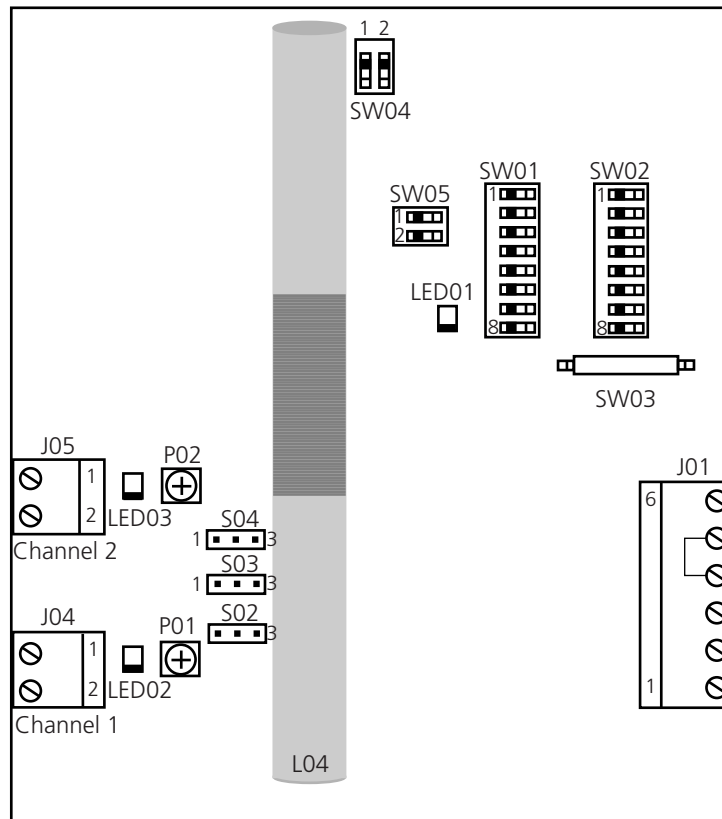 1 2
SW04
SW01
SW02
SW05
1
1
1
2
LED01
8
8
SW03
J05
P02
J01
1
6
2
LED03
S04
1
3
Channel 2
S03
1
3
J04
P01
S02
3
1
2
LED02
1
Channel 1
L04